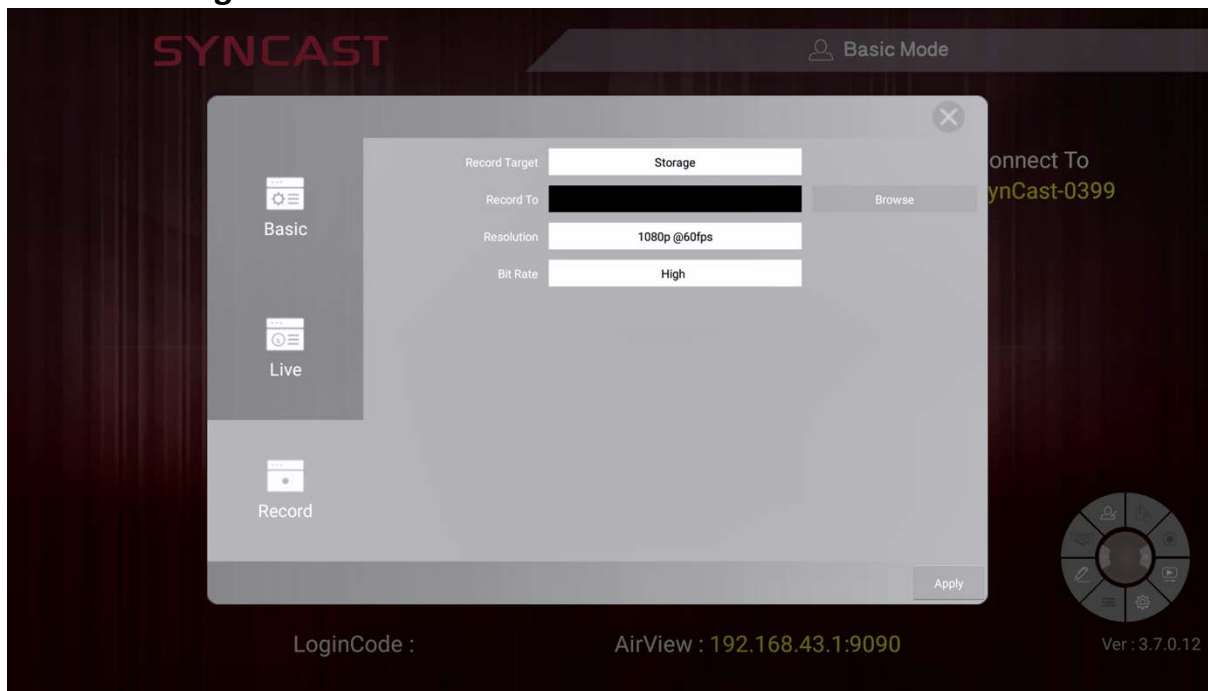 SYNCAST
Basic Mode
onnect To
ynCast-0399
Basic
Live
Record
Record Target
Storage
Record To
Browse
Resolution
1080p @60fps
Bit Rate
High
Apply
LoginCode :
AirView : 192.168.43.1:9090
Ver : 3.7.0.12